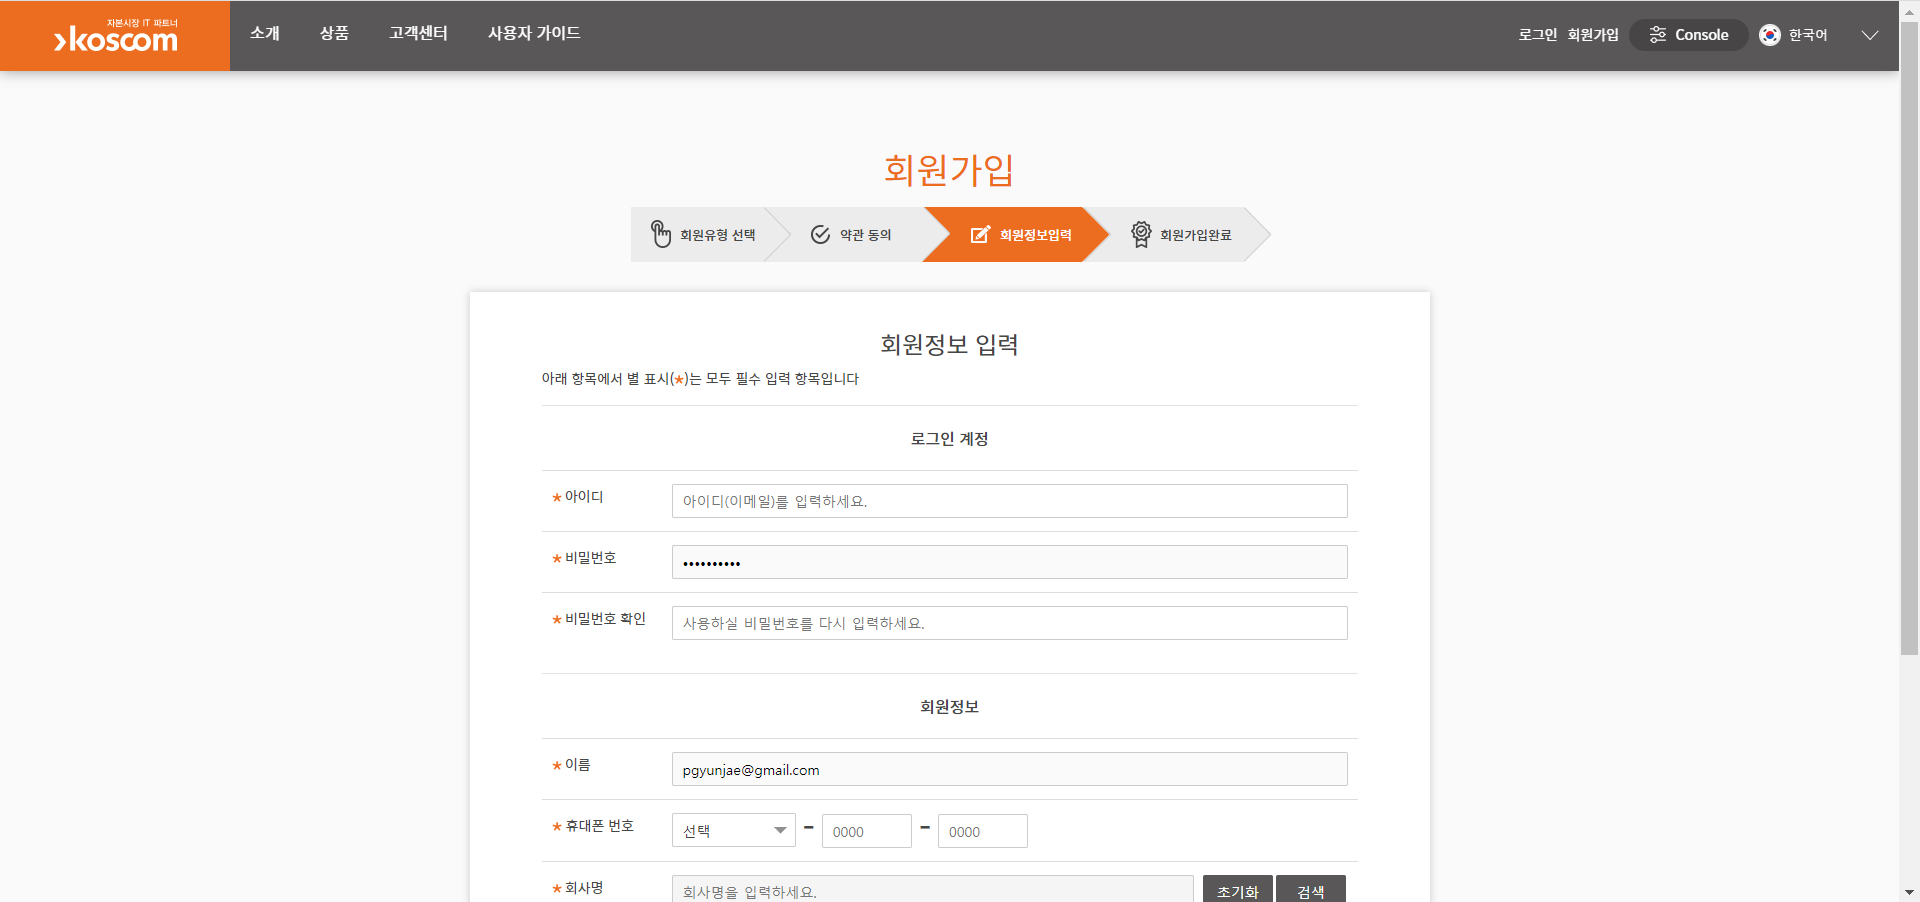 자본시장 IT 파트너
koscom
소개 상품 고객센터 사용자 가이드
로그인 회원가입 Console 한국어
회원가입
회원유형 선택 약관 동의 회원정보입력 회원가입완료
회원정보 입력
아래 항목에서 별 표시(*)는 모두 필수 입력 항목입니다
로그인 계정
*아이디 아이디(이메일)를 입력하세요.
*비밀번호 ••••••••••
*비밀번호 확인 사용하실 비밀번호를 다시 입력하세요.
회원정보
*이름 pgyunjae@gmail.com
*휴대폰 번호 선택 - 0000 - 0000
*회사명 회사명을 입력하세요. 초기화 검색